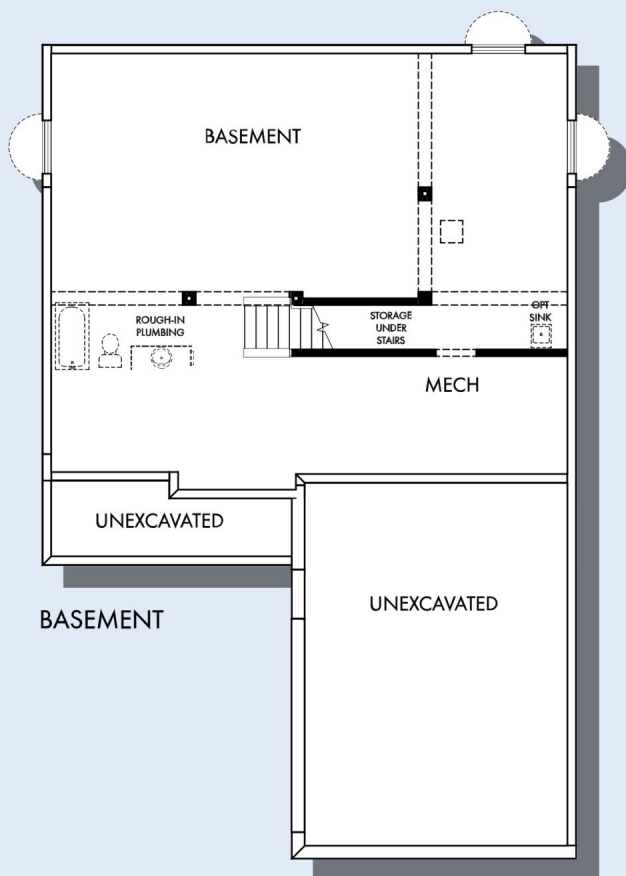 BASEMENT
ROUGH-IN
PLUMBING
STORAGE
UNDER
STAIRS
OPT
SINK
MECH
UNEXCAVATED
UNEXCAVATED
BASEMENT